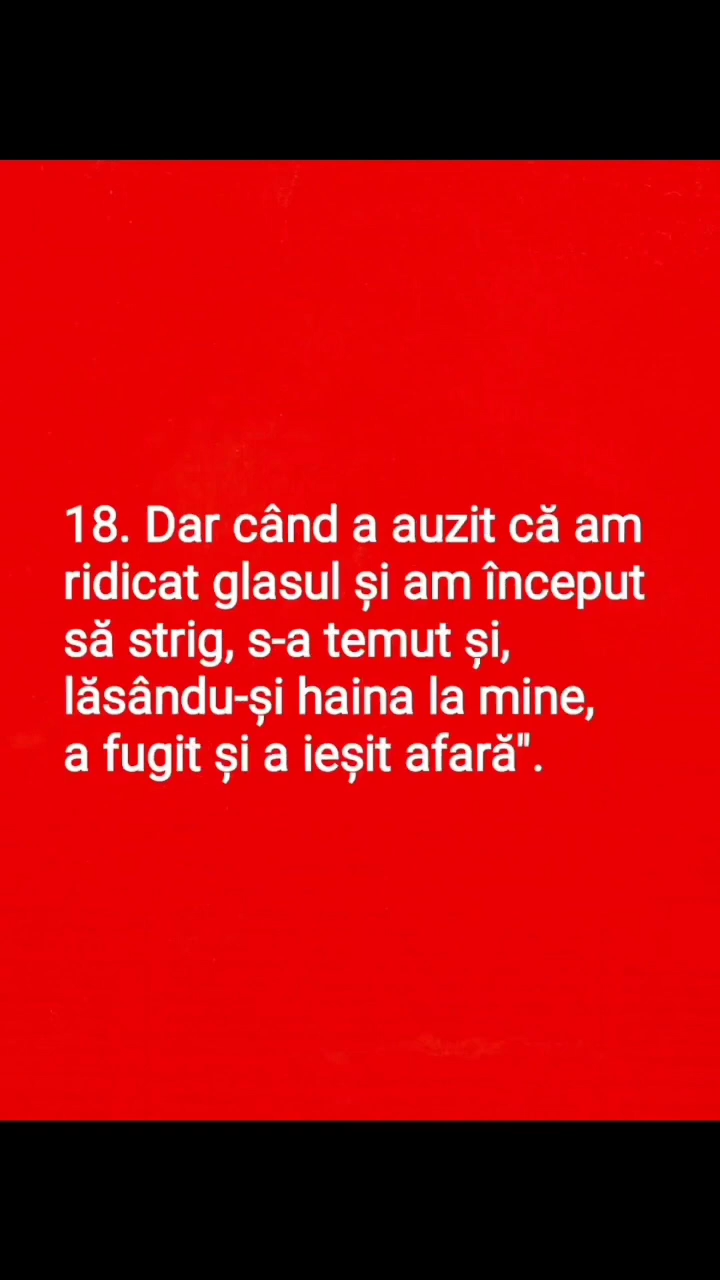 18. Dar când a auzit că am
ridicat glasul și am început
să strig, s-a temut și,
lăsându-și haina la mine,
a fugit și a ieșit afară".